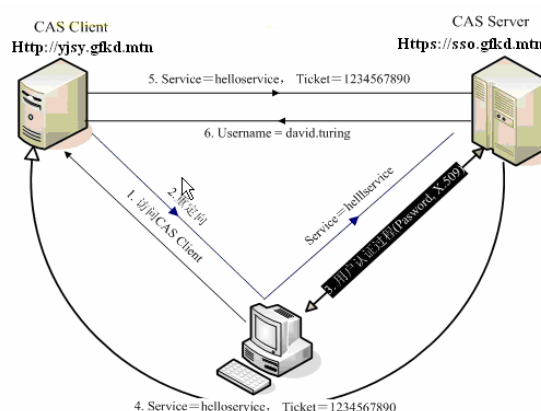 CAS Client
Http://yjsy.gfkd.mtn
CAS Server
Https://sso.gfkd.mtn
5. Service=helloservice, Ticket=1234567890
6. Username = david.turing
2.重定向
1. 访问CAS Client
Service=helllservice
3. 用户认证过程(Pasword, X.509)
4. Service=helloservice, Ticket=1234567890